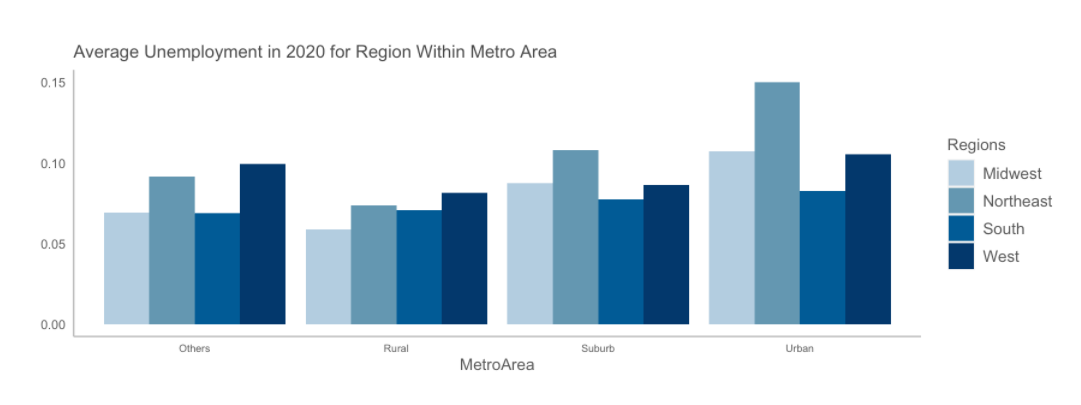 Average Unemployment in 2020 for Region Within Metro Area
0.15
0.10
0.05
0.00
Others
Rural
Suburb
Urban
MetroArea
Regions
Midwest
Northeast
South
West